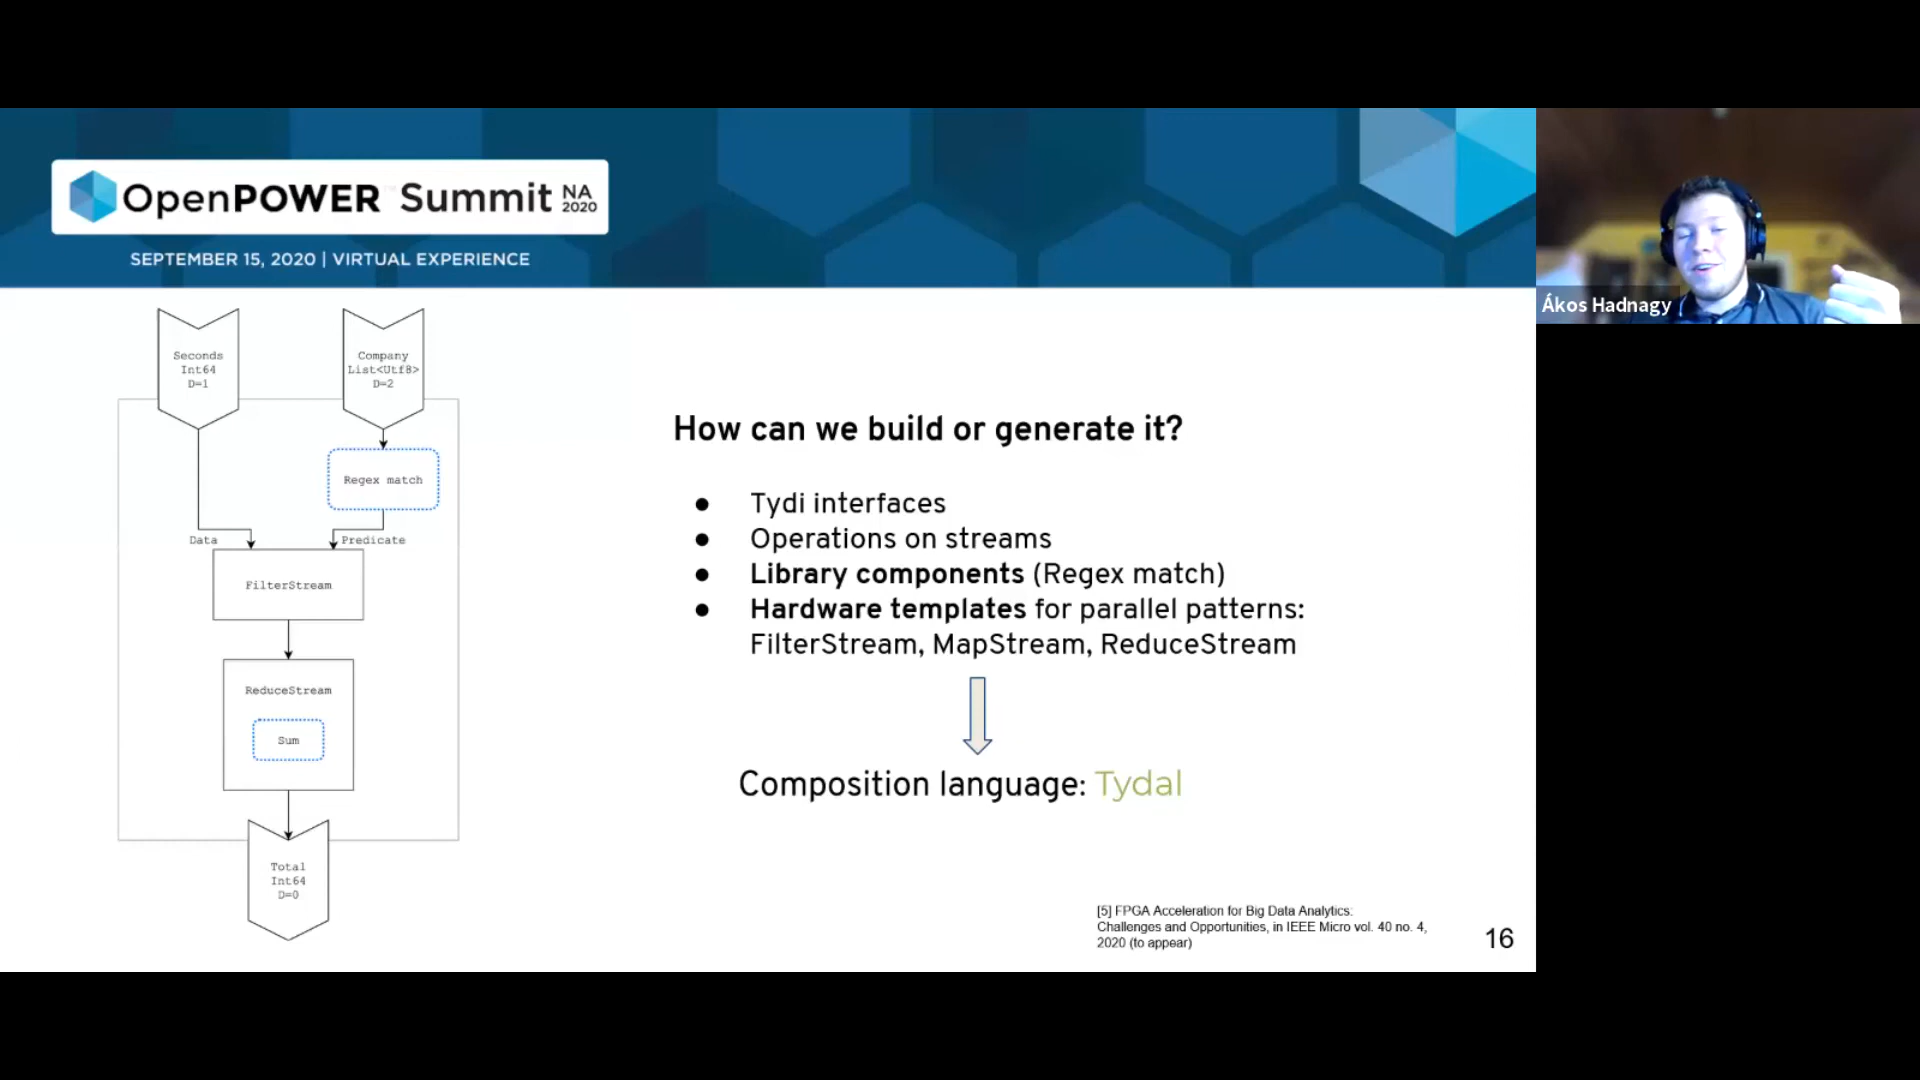 OpenPOWER™ Summit NA 2020
SEPTEMBER 15, 2020 | VIRTUAL EXPERIENCE
Ákos Hadnagy
Seconds
Int64
D=1
Company
List<Utf8>
D=2
Regex match
Data
Predicate
FilterStream
ReduceStream
Sum
Total
Int64
D=0
How can we build or generate it?
● Tydi interfaces
● Operations on streams
● Library components (Regex match)
● Hardware templates for parallel patterns:
FilterStream, MapStream, ReduceStream
Composition language: Tydal
[5] FPGA Acceleration for Big Data Analytics:
Challenges and Opportunities, in IEEE Micro vol. 40 no. 4,
2020 (to appear)
16